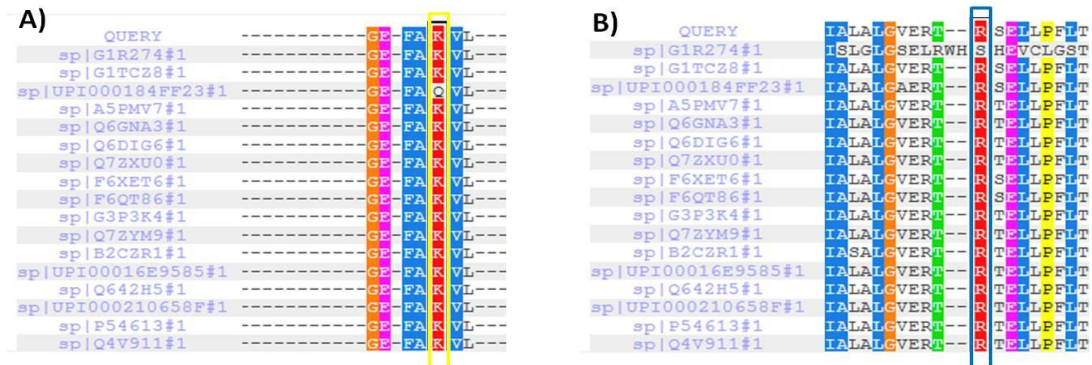 A)
QUERY -----------GE-FAKVL---
sp|G1R274#1 -----------GE-FAKVL---
sp|G1TCZ8#1 -----------GE-FAKVL---
sp|UPI000184FF23#1 -----------GE-FAQVL---
sp|A5PMV7#1 -----------GE-FAKVL---
sp|Q6GNA3#1 -----------GE-FAKVL---
sp|Q6DIG6#1 -----------GE-FAKVL---
sp|Q7ZXU0#1 -----------GE-FAKVL---
sp|F6XET6#1 -----------GE-FAKVL---
sp|F6QT86#1 -----------GE-FAKVL---
sp|G3P3K4#1 -----------GE-FAKVL---
sp|Q7ZYM9#1 -----------GE-FAKVL---
sp|B2CZR1#1 -----------GE-FAKVL---
sp|UPI00016E9585#1 -----------GE-FAKVL---
sp|Q642H5#1 -----------GE-FAKVL---
sp|UPI000210658F#1 -----------GE-FAKVL---
sp|P54613#1 -----------GE-FAKVL---
sp|Q4V911#1 -----------GE-FAKVL---
B)
QUERY IALALGVERT--RSELLPFLT
sp|G1R274#1 ISLGLGSELRWHSHEVCLGST
sp|G1TCZ8#1 IALALGVERT--RSELLPFLT
sp|UPI000184FF23#1 IALALGAERT--RSELLPFLT
sp|A5PMV7#1 IALALGVERT--RTELLPFLT
sp|Q6GNA3#1 IALALGVERT--RTELLPFLT
sp|Q6DIG6#1 IALALGVERT--RTELLPFLT
sp|Q7ZXU0#1 IALALGVERT--RTELLPFLT
sp|F6XET6#1 IALALGVERT--RSELLPFLT
sp|F6QT86#1 IALALGVERT--RSELLPFLT
sp|G3P3K4#1 IALALGVERT--RTELLPFLT
sp|Q7ZYM9#1 IALALGVERT--RTELLPFLT
sp|B2CZR1#1 IASALGVERT--RTELLPFLT
sp|UPI00016E9585#1 IALALGVERT--RTELLPFLT
sp|Q642H5#1 IALALGVERT--RTELLPFLT
sp|UPI000210658F#1 IALALGVERT--RTELLPFLT
sp|P54613#1 IALALGVERT--RTELLPFLT
sp|Q4V911#1 IALALGVERT--RTELLPFLT